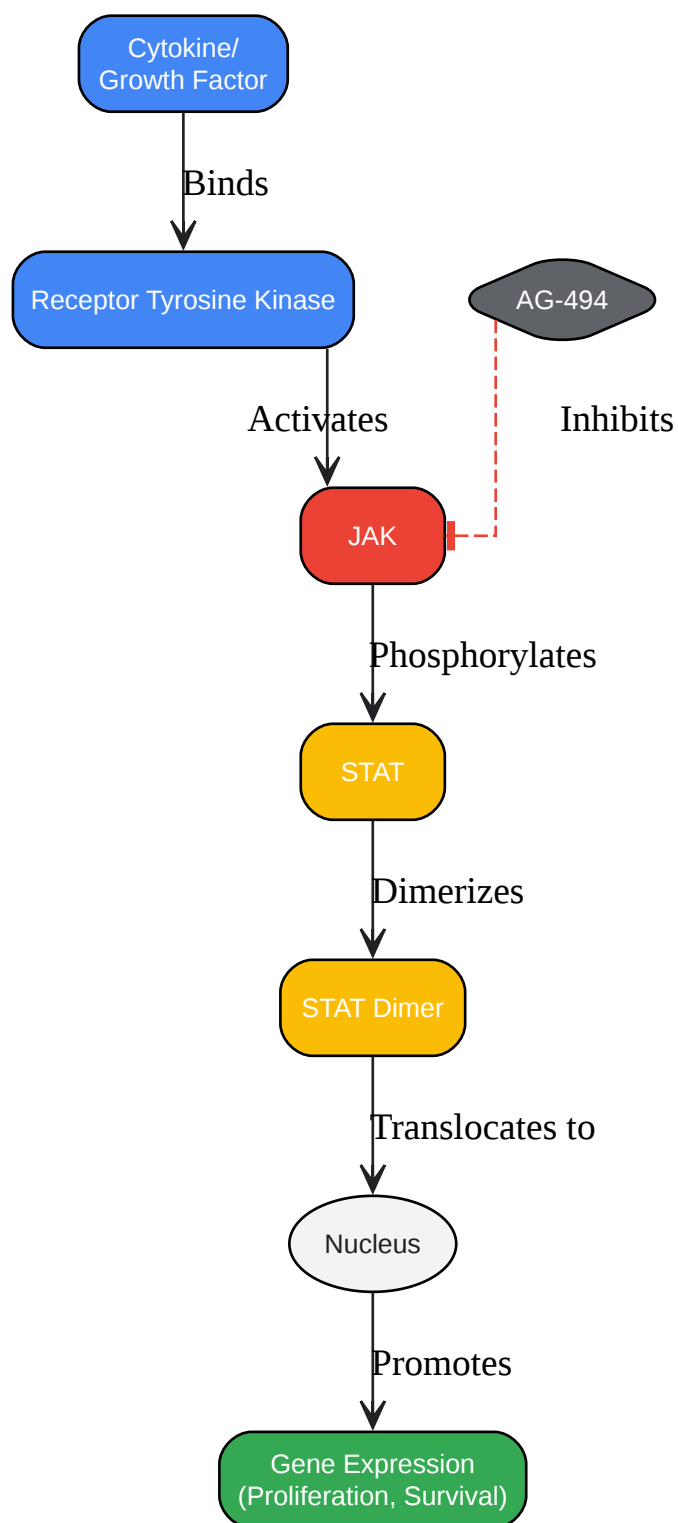 Cytokine/
Growth Factor
Binds
Receptor Tyrosine Kinase
AG-494
Activates
Inhibits
JAK
Phosphorylates
STAT
Dimerizes
STAT Dimer
Translocates to
Nucleus
Promotes
Gene Expression
(Proliferation, Survival)